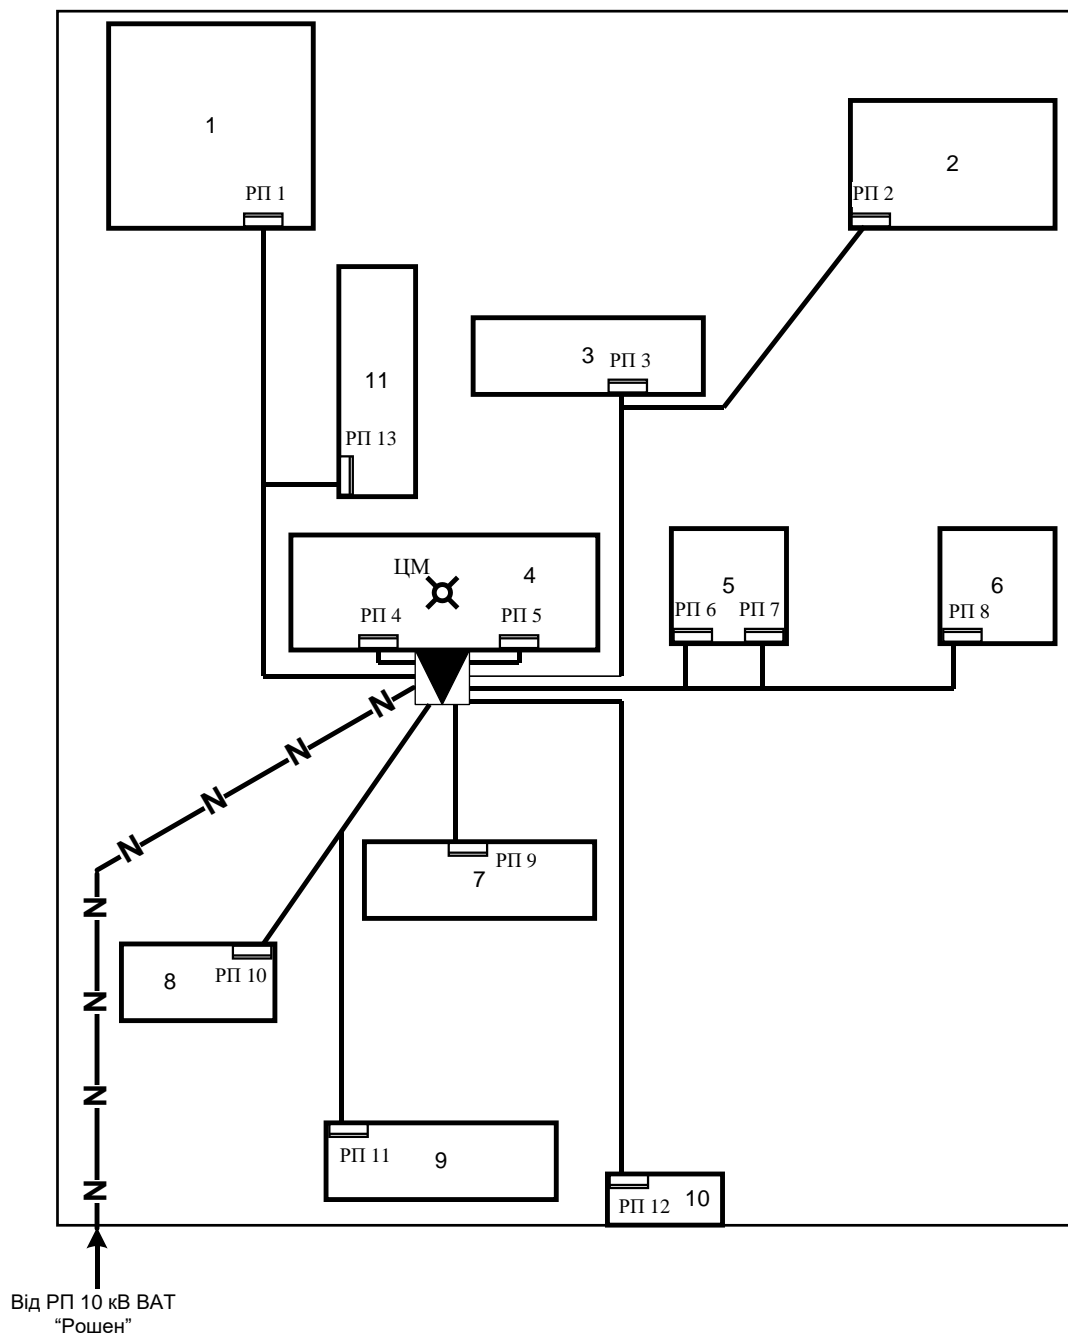 1
РП 1
2
РП 2
3
РП 3
11
РП 13
ЦМ
4
РП 4
РП 5
5
РП 6
РП 7
6
РП 8
N
N
N
N
РП 9
7
N
8
РП 10
N
N
РП 11
9
N
РП 12
10
Від РП 10 кВ ВАТ
“Рошен”